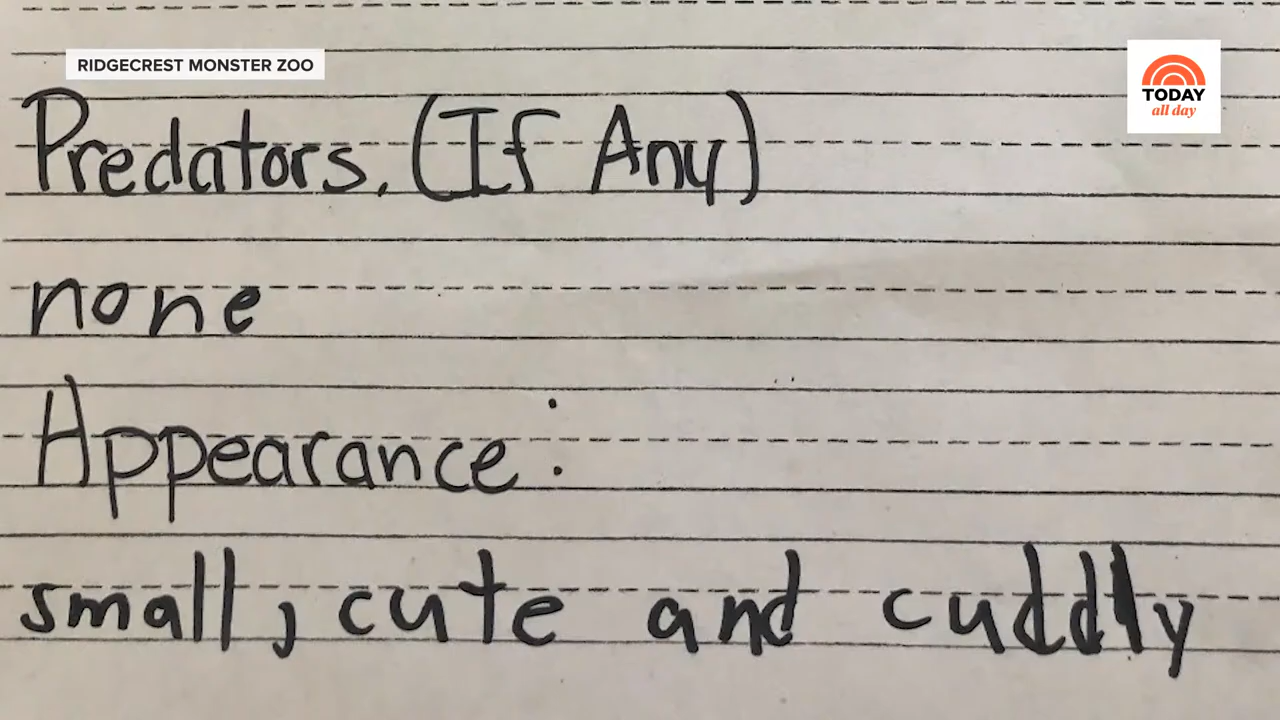 RIDGECREST MONSTER ZOO
TODAY
all day
Predators. (If Any)
none
Appearance:
small, cute and cuddly